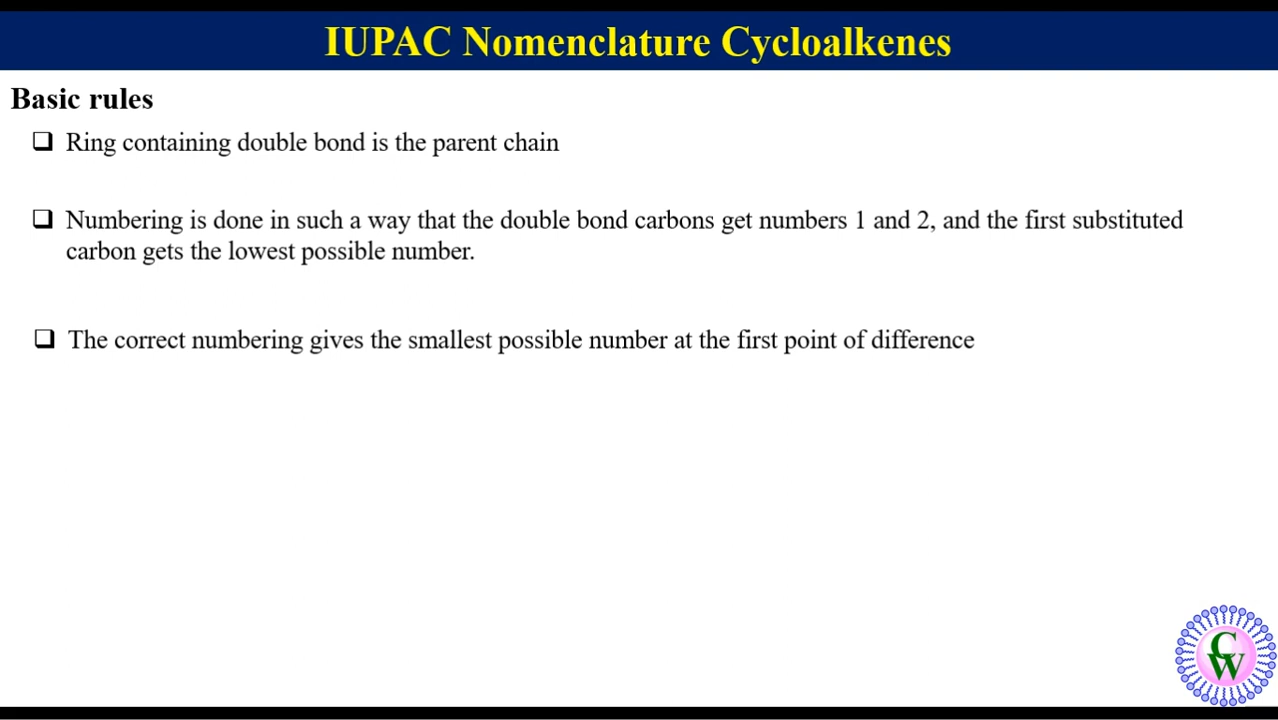 IUPAC Nomenclature Cycloalkenes
Basic rules
Ring containing double bond is the parent chain
Numbering is done in such a way that the double bond carbons get numbers 1 and 2, and the first substituted
carbon gets the lowest possible number.
The correct numbering gives the smallest possible number at the first point of difference
CW